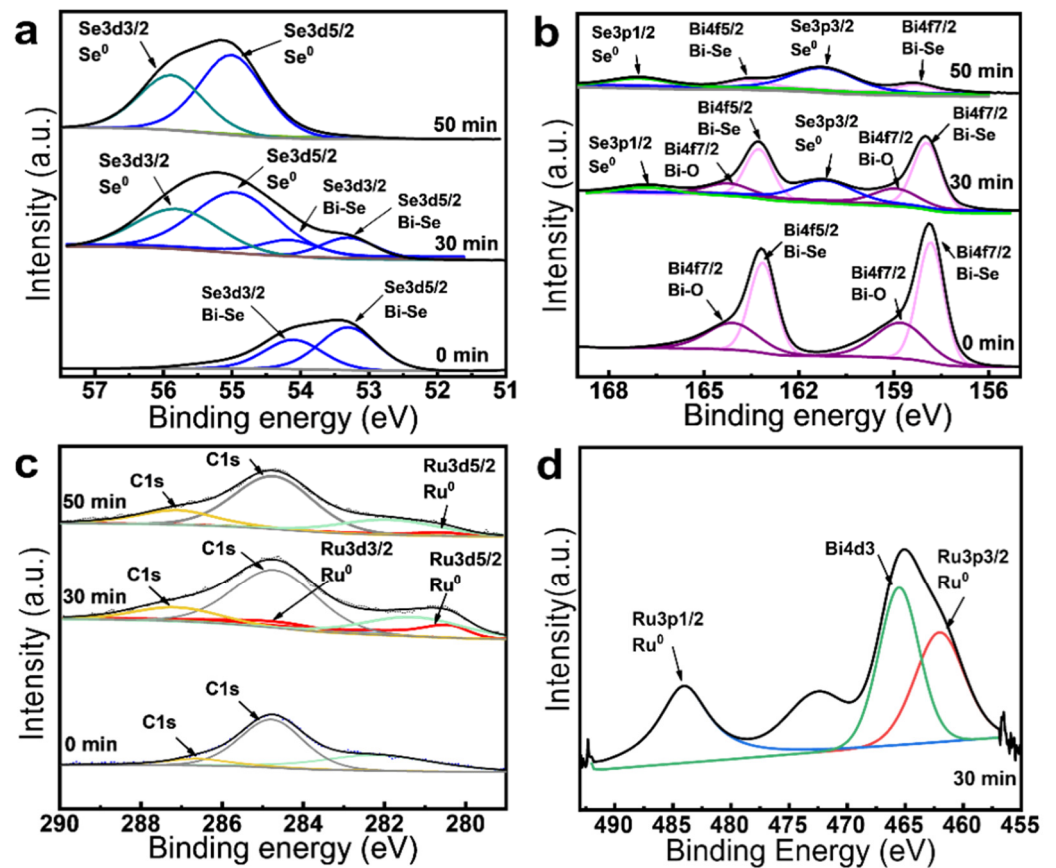 a
Intensity (a.u.)
Se3d3/2
Se⁰
Se3d5/2
Se⁰
50 min
Se3d3/2
Se⁰
Se3d5/2
Se⁰
Se3d3/2
Bi-Se
Se3d5/2
Bi-Se
30 min
Se3d3/2
Bi-Se
Se3d5/2
Bi-Se
0 min
57 56 55 54 53 52 51
Binding energy (eV)
b
Intensity (a.u.)
Se3p1/2
Se⁰
Bi4f5/2
Bi-Se
Se3p3/2
Se⁰
Bi4f7/2
Bi-Se
50 min
Se3p1/2
Se⁰
Bi4f7/2
Bi-O
Bi4f5/2
Bi-Se
Se3p3/2
Se⁰
Bi4f7/2
Bi-O
Bi4f7/2
Bi-Se
30 min
Bi4f7/2
Bi-O
Bi4f5/2
Bi-Se
Bi4f7/2
Bi-O
Bi4f7/2
Bi-Se
0 min
168 165 162 159 156
Binding energy (eV)
c
Intensity (a.u.)
50 min
C1s
C1s
Ru3d5/2
Ru⁰
30 min
C1s
C1s
Ru3d3/2
Ru⁰
Ru3d5/2
Ru⁰
0 min
C1s
C1s
290 288 286 284 282 280
Binding energy (eV)
d
Intensity(a.u.)
Ru3p1/2
Ru⁰
Bi4d3
Ru3p3/2
Ru⁰
30 min
490 485 480 475 470 465 460 455
Binding Energy (eV)